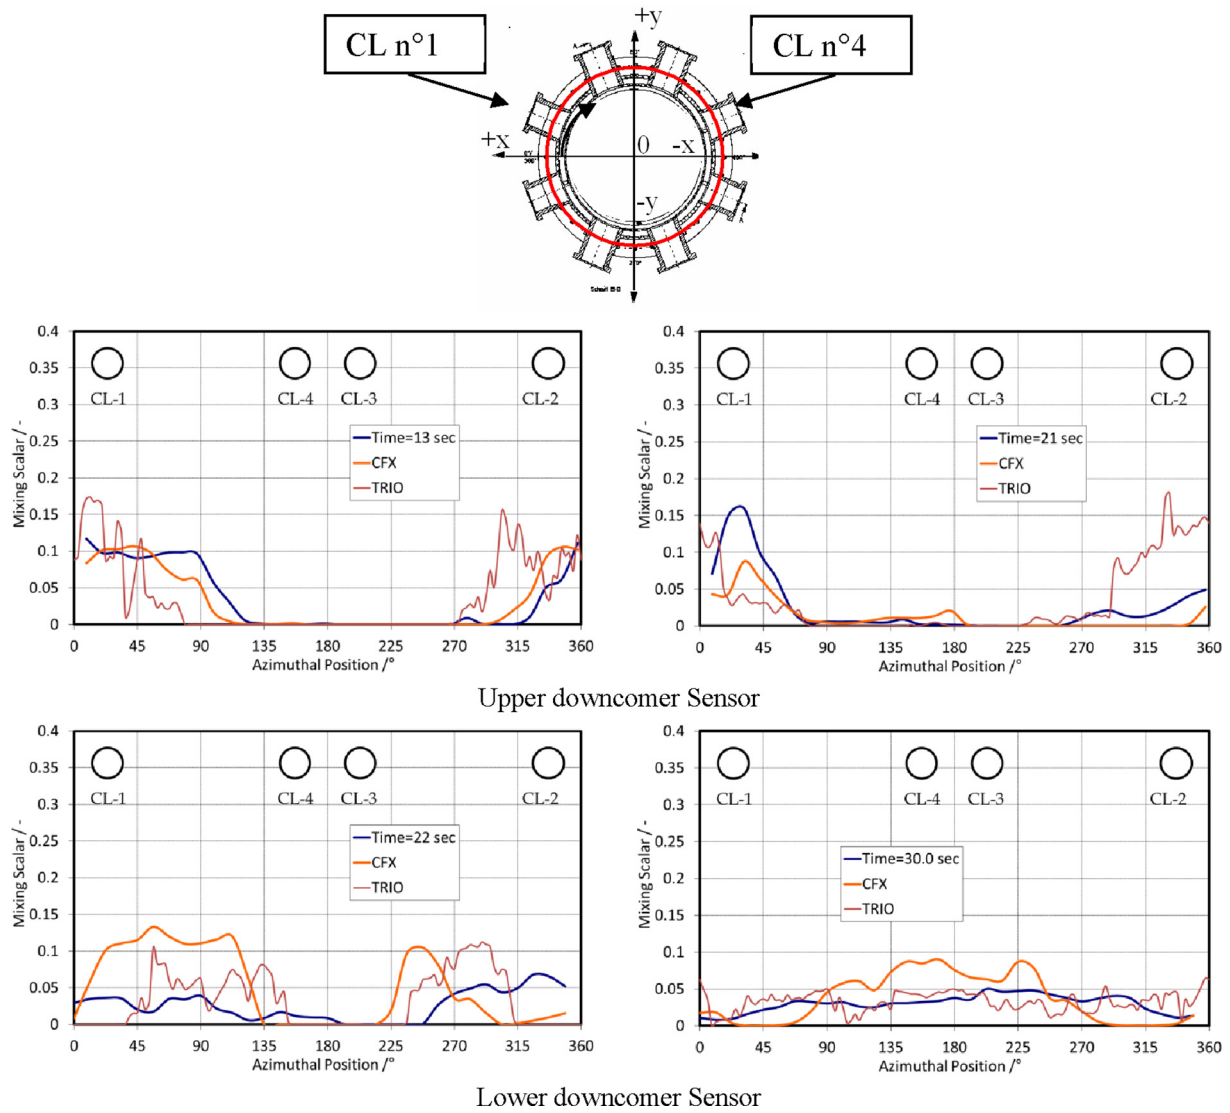 +y
CL n°1
CL n°4
+x
0
-x
-y
0.4
0.35
0.3
0.25
0.2
0.15
0.1
0.05
0
Mixing Scalar / -
CL-1
CL-4
CL-3
CL-2
Time=13 sec
CFX
TRIO
0 45 90 135 180 225 270 315 360
Azimuthal Position /°
0.4
0.35
0.3
0.25
0.2
0.15
0.1
0.05
0
Mixing Scalar / -
CL-1
CL-4
CL-3
CL-2
Time=21 sec
CFX
TRIO
0 45 90 135 180 225 270 315 360
Azimuthal Position /°
Upper downcomer Sensor
0.4
0.35
0.3
0.25
0.2
0.15
0.1
0.05
0
Mixing Scalar / -
CL-1
CL-4
CL-3
CL-2
Time=22 sec
CFX
TRIO
0 45 90 135 180 225 270 315 360
Azimuthal Position /°
0.4
0.35
0.3
0.25
0.2
0.15
0.1
0.05
0
Mixing Scalar / -
CL-1
CL-4
CL-3
CL-2
Time=30.0 sec
CFX
TRIO
0 45 90 135 180 225 270 315 360
Azimuthal Position /°
Lower downcomer Sensor